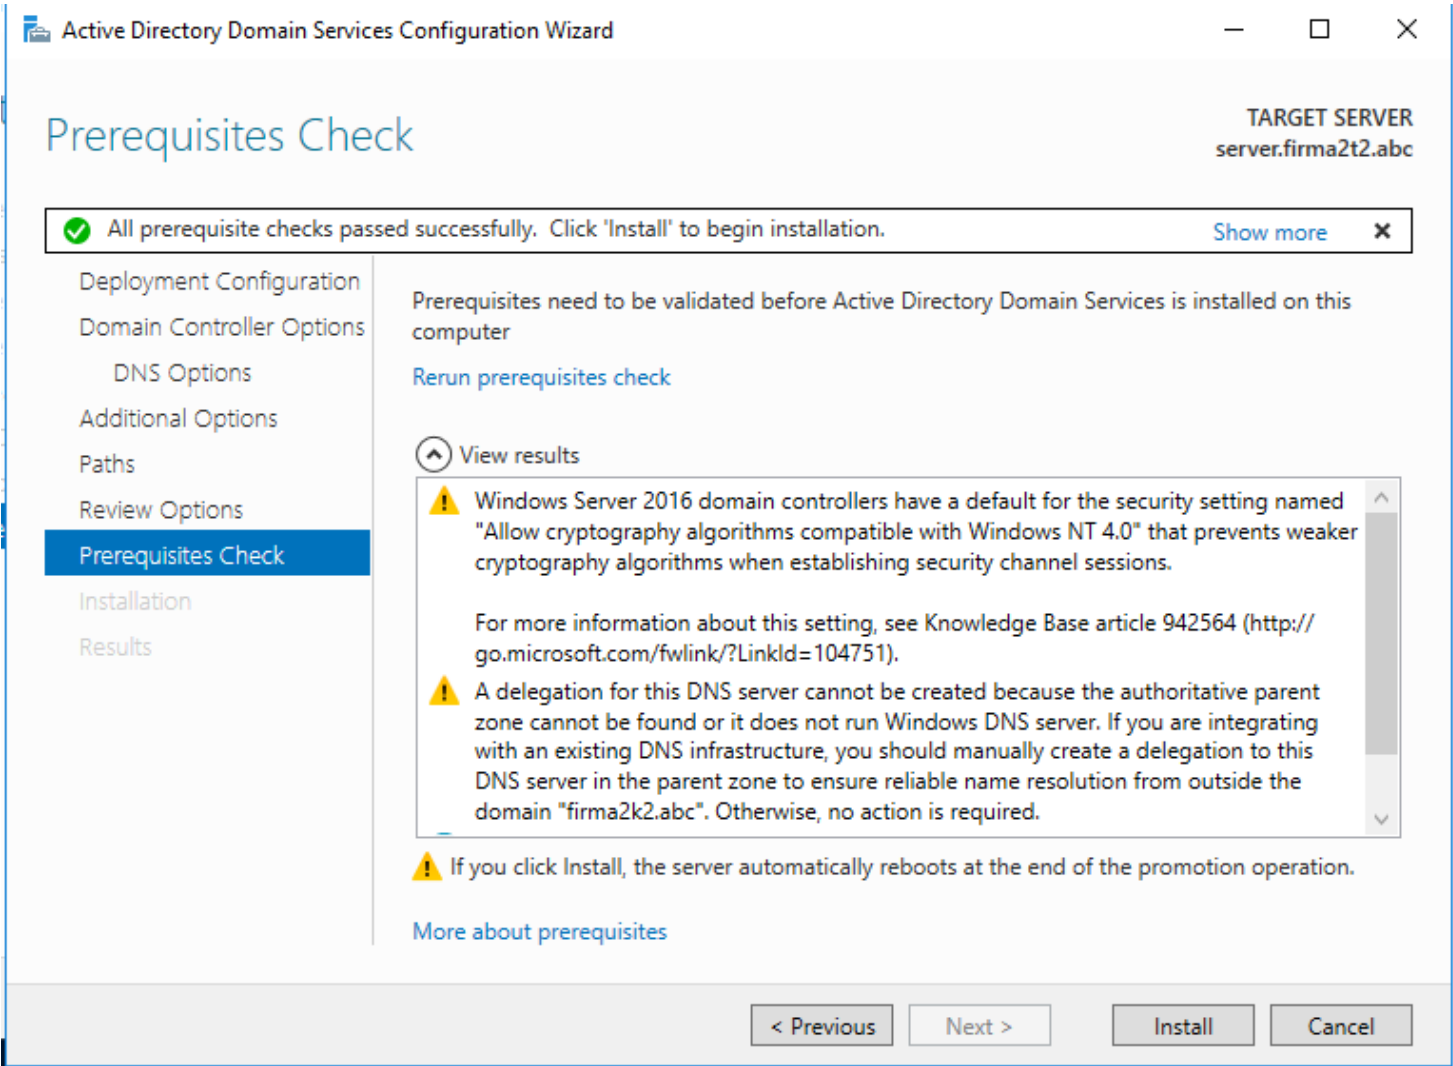 Active Directory Domain Services Configuration Wizard
Prerequisites Check
TARGET SERVER
server.firma2t2.abc
All prerequisite checks passed successfully.  Click 'Install' to begin installation.
Show more
Deployment Configuration
Domain Controller Options
DNS Options
Additional Options
Paths
Review Options
Prerequisites Check
Installation
Results
Prerequisites need to be validated before Active Directory Domain Services is installed on this
computer
Rerun prerequisites check
View results
Windows Server 2016 domain controllers have a default for the security setting named
"Allow cryptography algorithms compatible with Windows NT 4.0" that prevents weaker
cryptography algorithms when establishing security channel sessions.
For more information about this setting, see Knowledge Base article 942564 (http://
go.microsoft.com/fwlink/?LinkId=104751).
A delegation for this DNS server cannot be created because the authoritative parent
zone cannot be found or it does not run Windows DNS server. If you are integrating
with an existing DNS infrastructure, you should manually create a delegation to this
DNS server in the parent zone to ensure reliable name resolution from outside the
domain "firma2k2.abc". Otherwise, no action is required.
If you click Install, the server automatically reboots at the end of the promotion operation.
More about prerequisites
< Previous
Next >
Install
Cancel